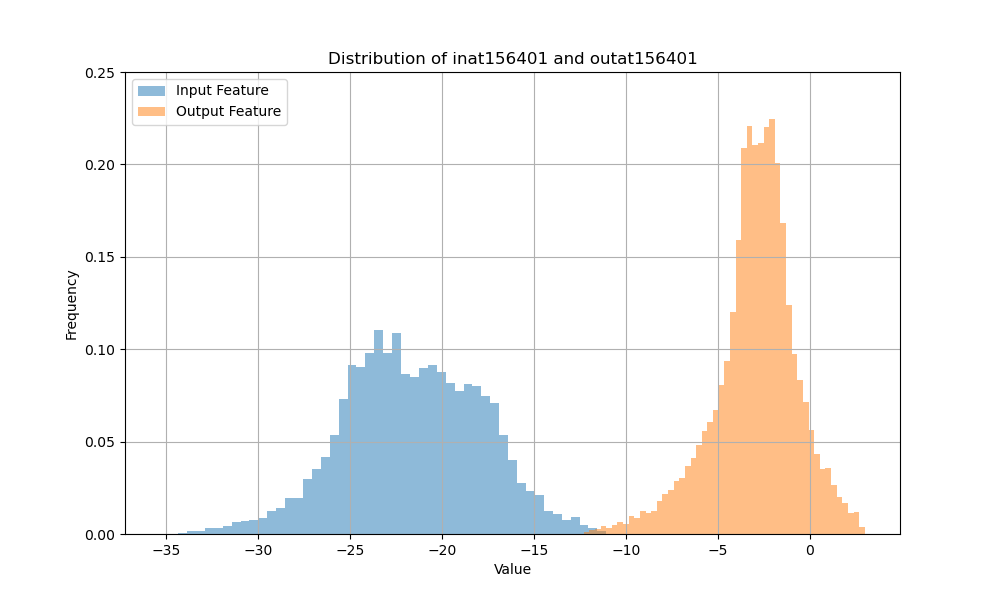 Distribution of inat156401 and outat156401
Input Feature
Output Feature
0.25
0.20
0.15
0.10
0.05
0.00
Frequency
−35
−30
−25
−20
−15
−10
−5
0
Value